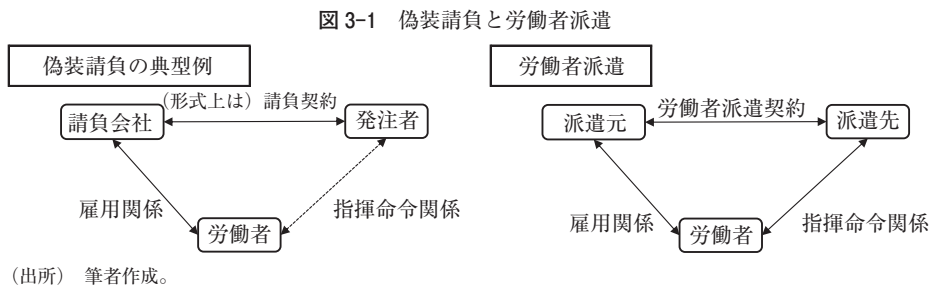 図 3-1 偽装請負と労働者派遣
偽装請負の典型例
(形式上は) 請負契約
請負会社
発注者
雇用関係
指揮命令関係
労働者
労働者派遣
労働者派遣契約
派遣元
派遣先
雇用関係
指揮命令関係
労働者
(出所) 筆者作成。